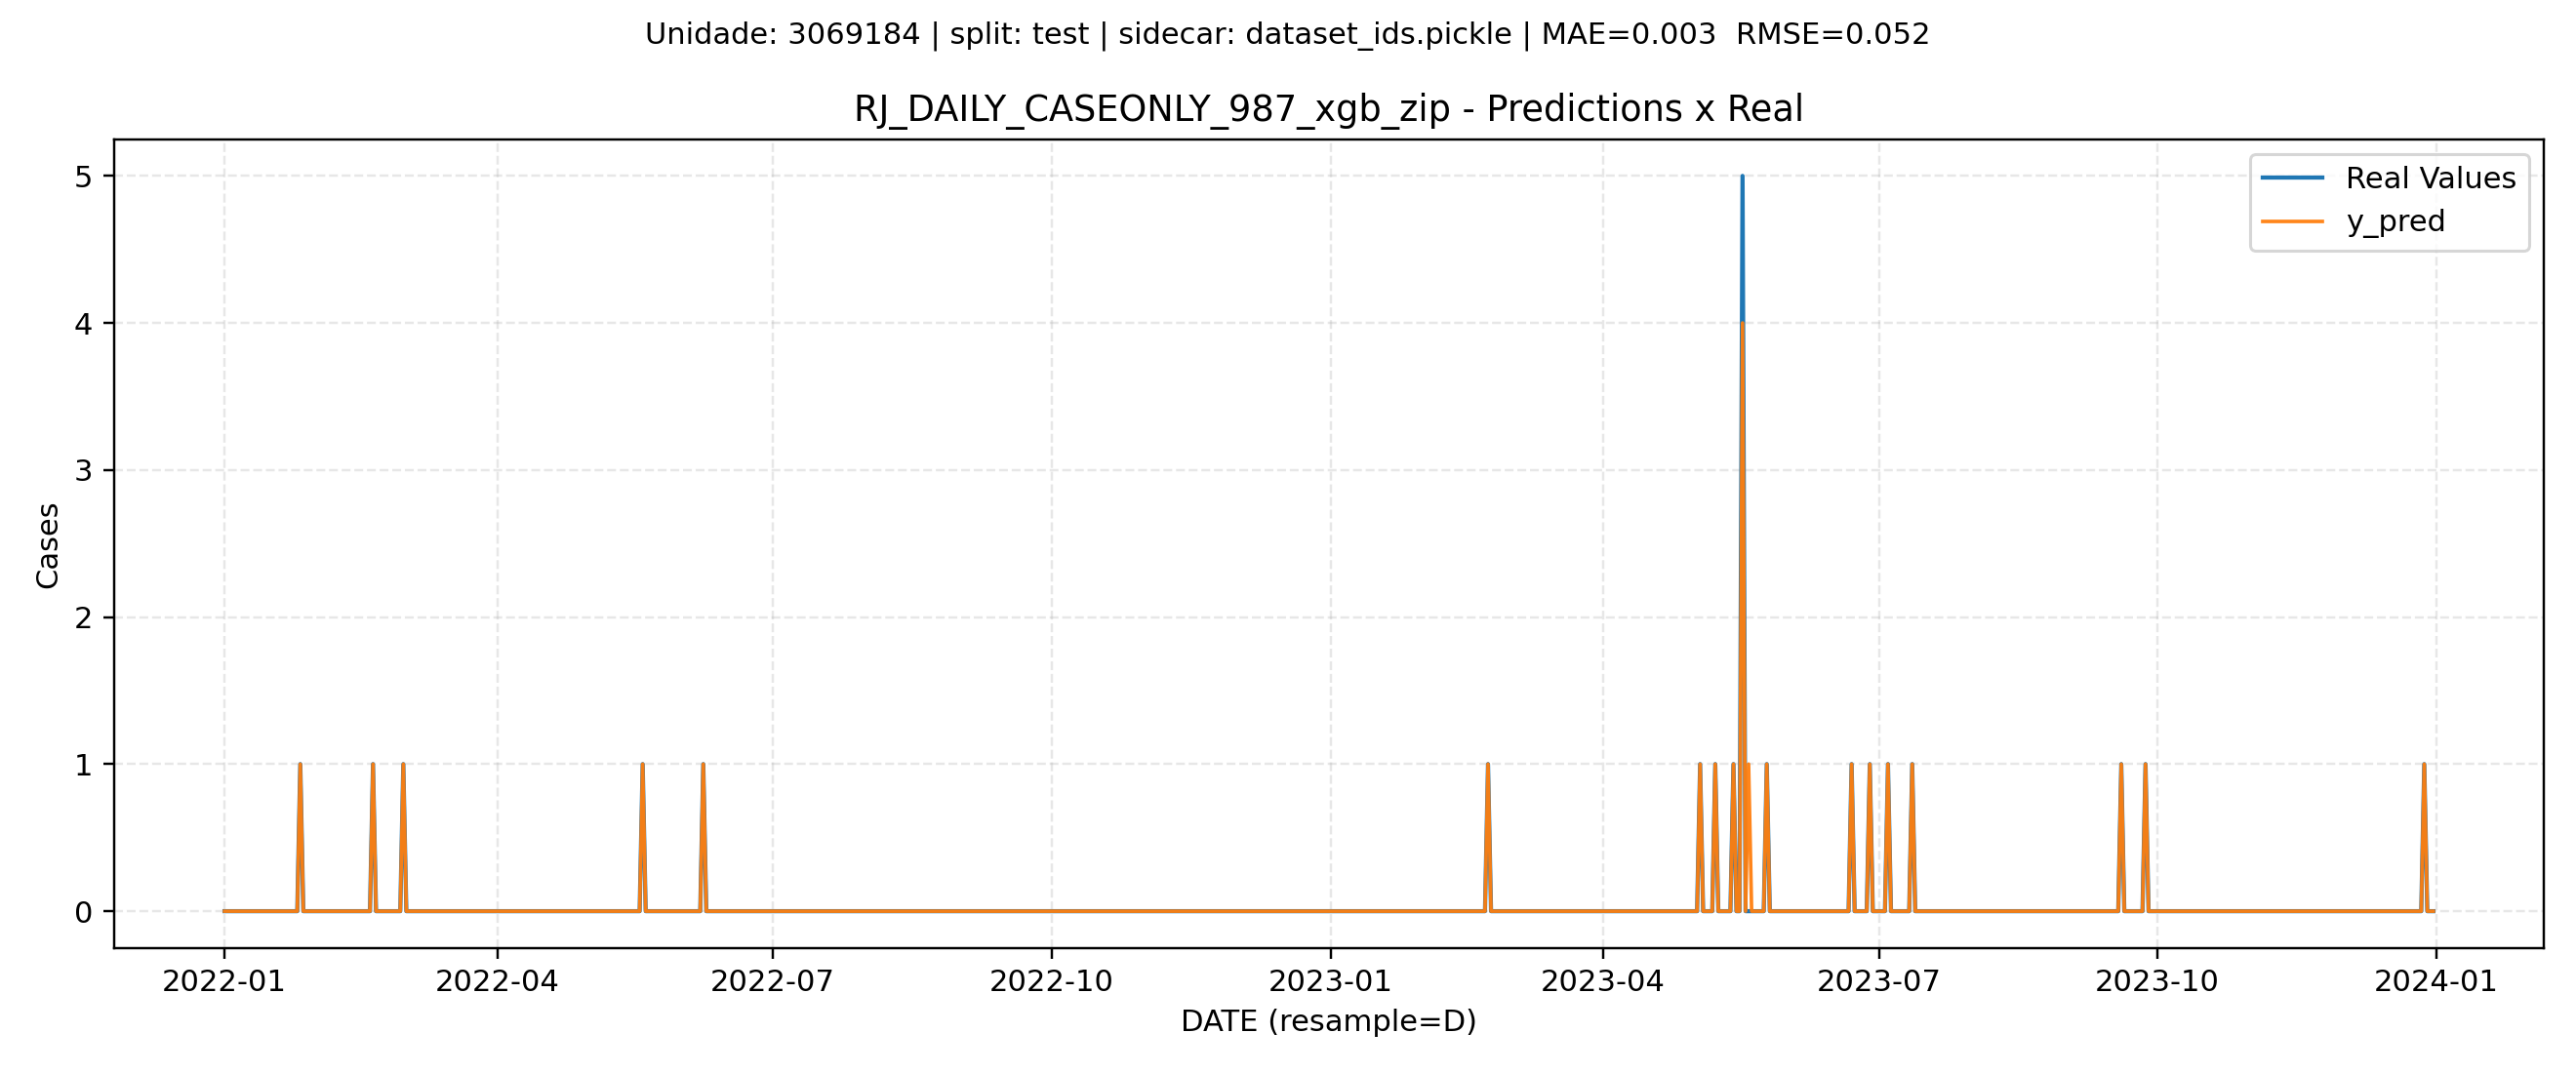 Unidade: 3069184 | split: test | sidecar: dataset_ids.pickle | MAE=0.003  RMSE=0.052
RJ_DAILY_CASEONLY_987_xgb_zip - Predictions x Real
Real Values
y_pred
5
4
3
2
1
0
Cases
2022-01 2022-04 2022-07 2022-10 2023-01 2023-04 2023-07 2023-10 2024-01
DATE (resample=D)